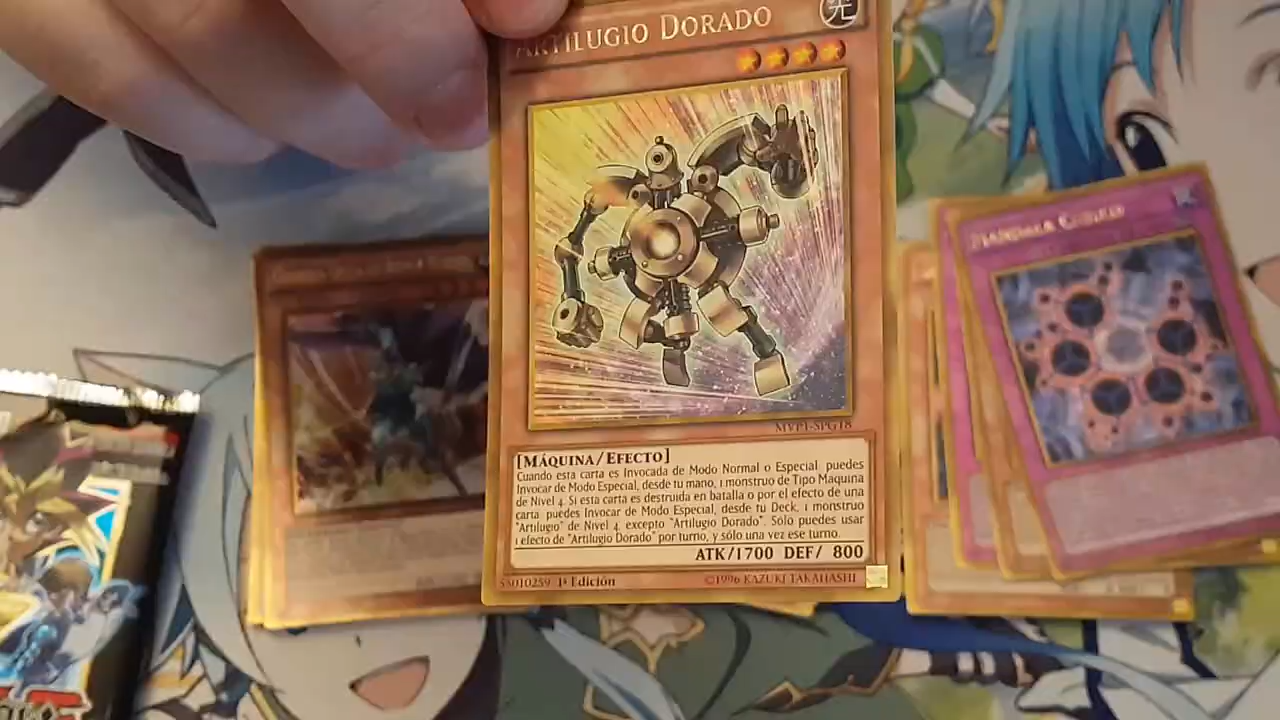 ARTILUGIO DORADO
光
MVP1-SPG18
[MÁQUINA/EFECTO]
Cuando esta carta es Invocada de Modo Normal o Especial puedes
Invocar de Modo Especial, desde tu mano, 1 monstruo de Tipo Máquina
de Nivel 4. Si esta carta es destruida en batalla o por el efecto de una
carta puedes Invocar de Modo Especial, desde tu Deck, 1 monstruo
"Artilugio" de Nivel 4, excepto "Artilugio Dorado". Sólo puedes usar
1 efecto de "Artilugio Dorado" por turno, y sólo una vez ese turno.
ATK/1700 DEF/ 800
55010259 1ª Edición
©1996 KAZUKI TAKAHASHI
MANDALA CÚBICO